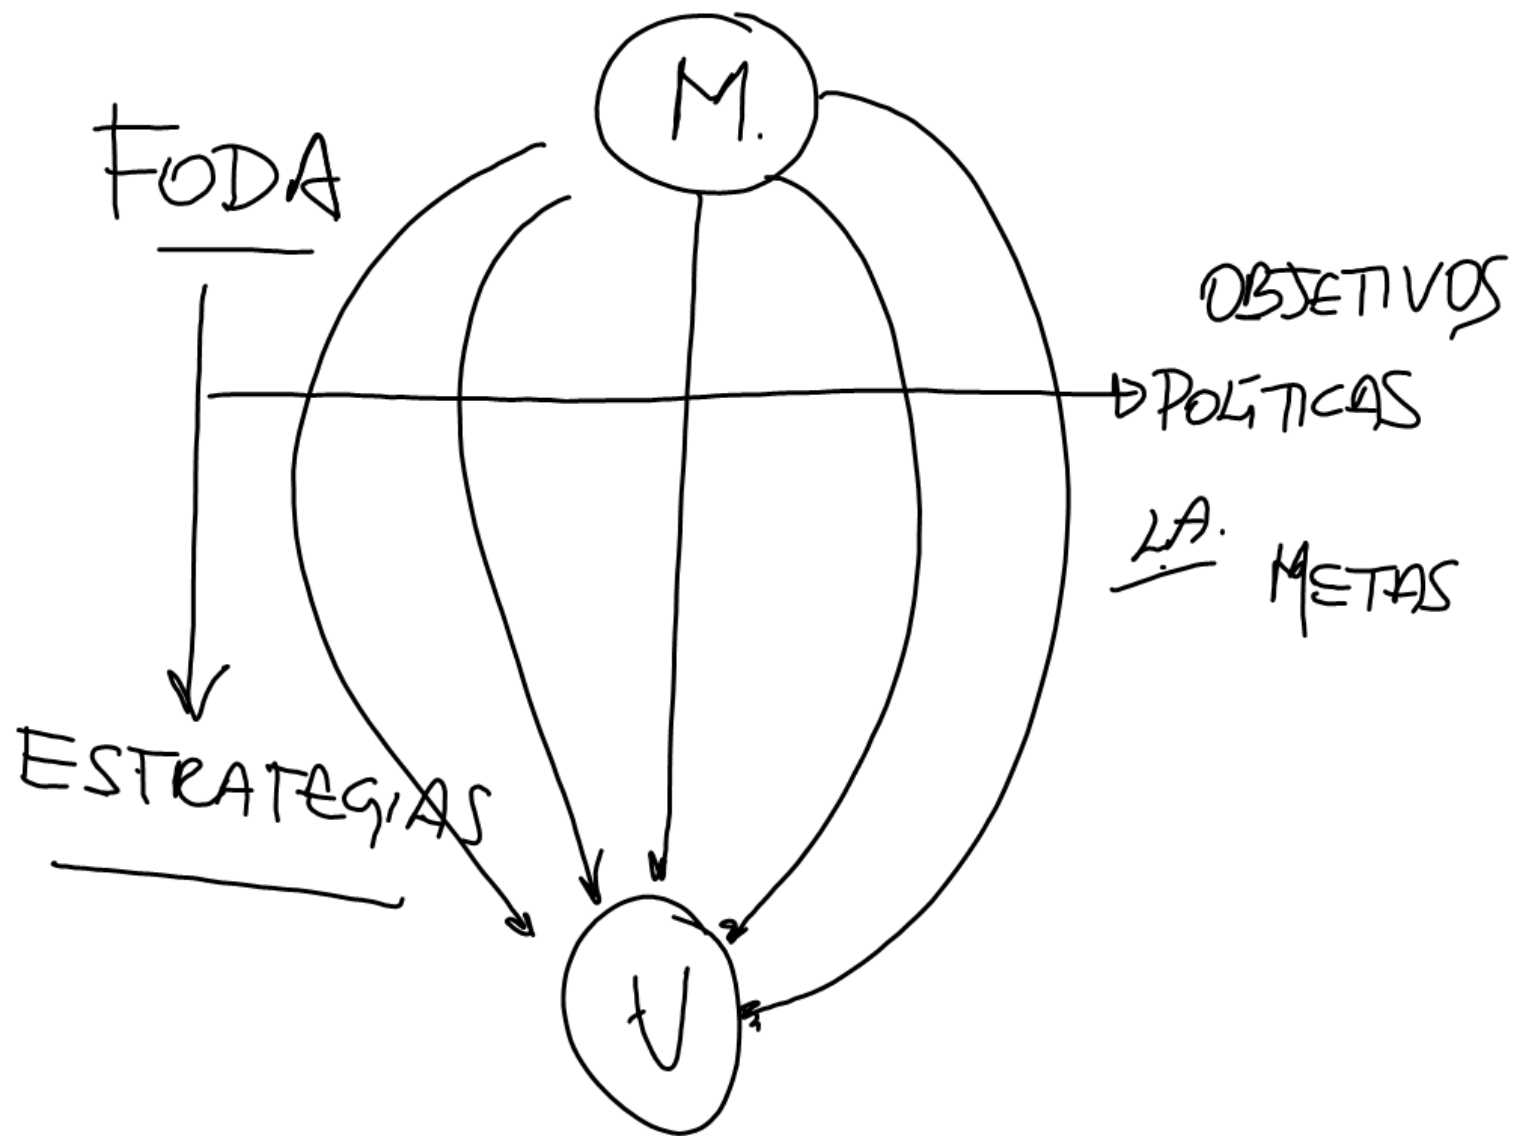 M.
FODA
OBJETIVOS
POLÍTICAS
L.A.
METAS
ESTRATEGIAS
V